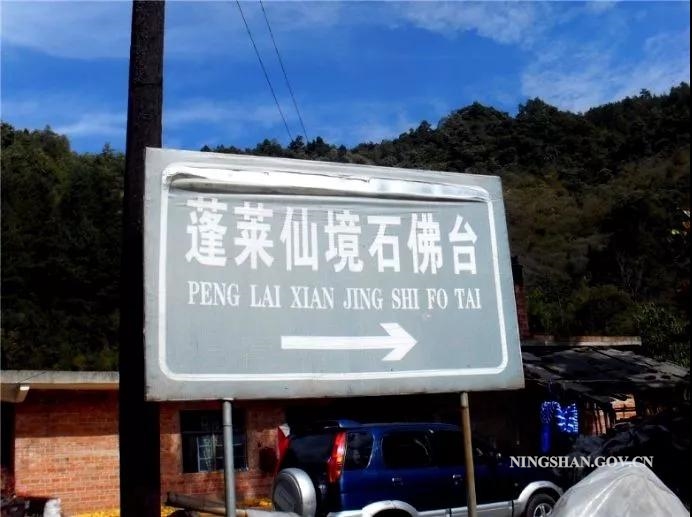 蓬莱仙境石佛台
PENG LAI XIAN JING SHI FO TAI
NINGSHAN.GOV.CN